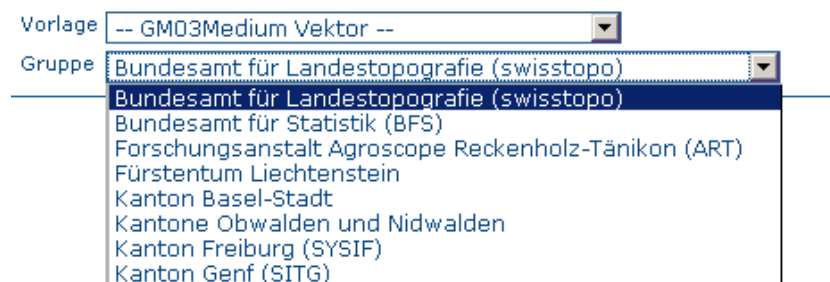 Vorlage -- GM03Medium Vektor --
Gruppe Bundesamt für Landestopografie (swisstopo)
Bundesamt für Landestopografie (swisstopo)
Bundesamt für Statistik (BFS)
Forschungsanstalt Agroscope Reckenholz-Tänikon (ART)
Fürstentum Liechtenstein
Kanton Basel-Stadt
Kantone Obwalden und Nidwalden
Kanton Freiburg (SYSIF)
Kanton Genf (SITG)